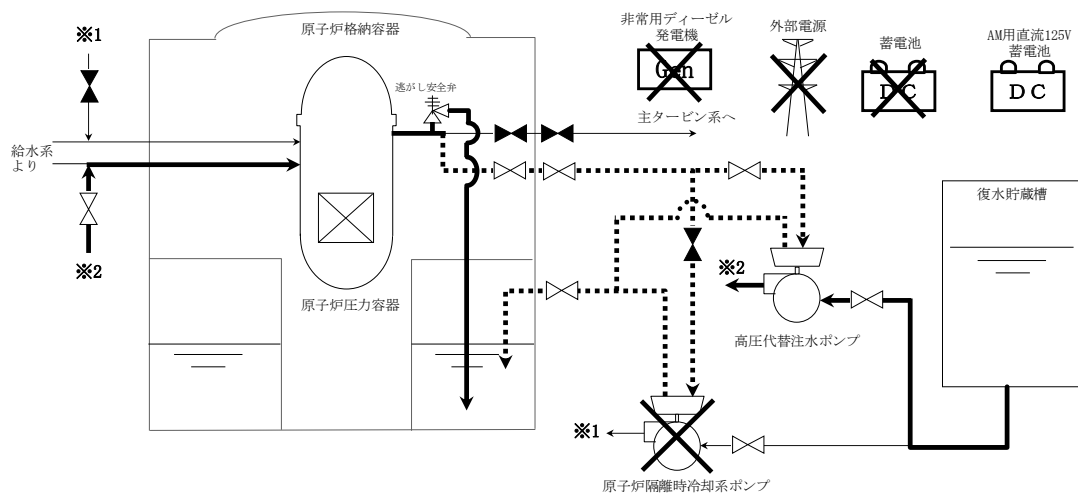 ※1
原子炉格納容器
非常用ディーゼル
発電機
Gen
外部電源
蓄電池
DC
AM用直流125V
蓄電池
DC
逃がし安全弁
主タービン系へ
給水系
より
※2
原子炉圧力容器
復水貯蔵槽
※2
高圧代替注水ポンプ
※1
原子炉隔離時冷却系ポンプ